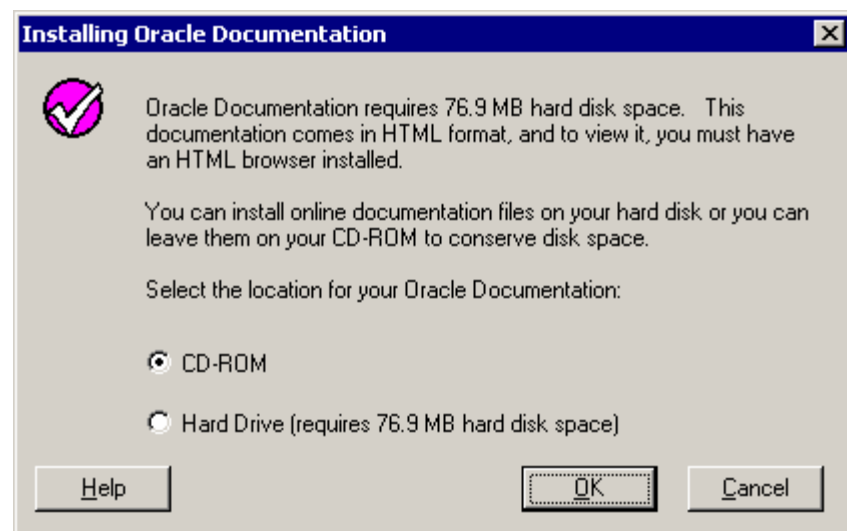 Installing Oracle Documentation
Oracle Documentation requires 76.9 MB hard disk space.   This
documentation comes in HTML format, and to view it, you must have
an HTML browser installed.
You can install online documentation files on your hard disk or you can
leave them on your CD-ROM to conserve disk space.
Select the location for your Oracle Documentation:
CD-ROM
Hard Drive (requires 76.9 MB hard disk space)
Help
OK
Cancel